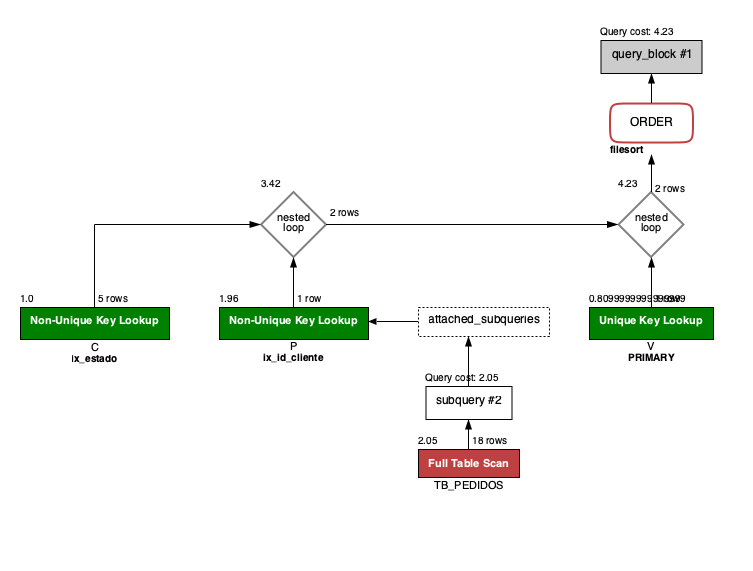 Query cost: 4.23
query_block #1
ORDER
filesort
3.42
nested
loop
2 rows
4.23
2 rows
nested
loop
1.0
5 rows
Non-Unique Key Lookup
C
ix_estado
1.96
1 row
Non-Unique Key Lookup
P
ix_id_cliente
attached_subqueries
Unique Key Lookup
V
PRIMARY
Query cost: 2.05
subquery #2
2.05
18 rows
Full Table Scan
TB_PEDIDOS